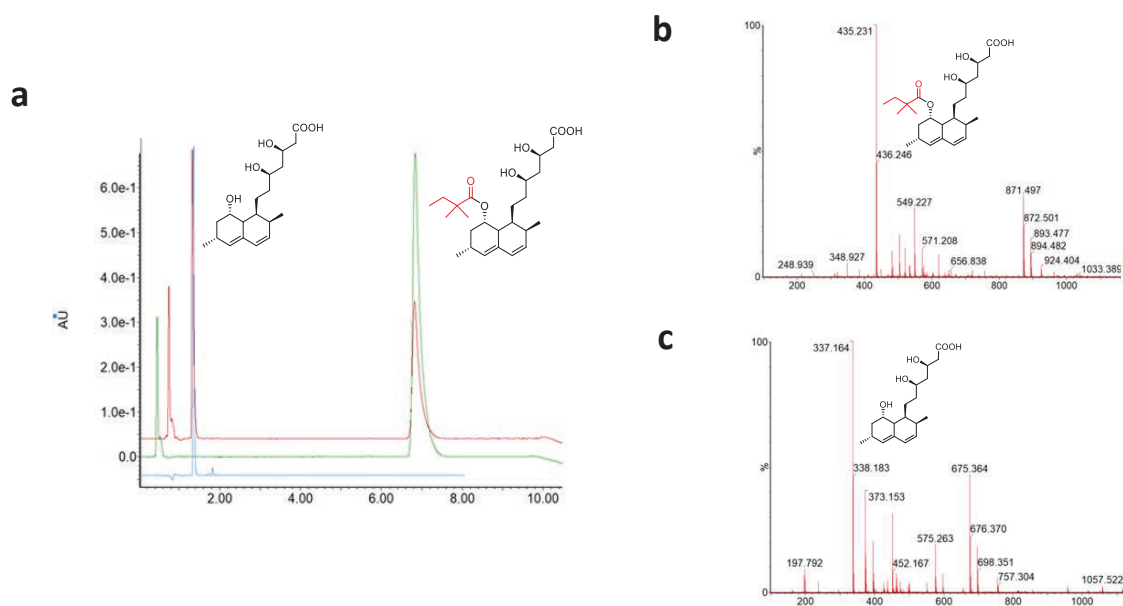 a
COOH
HO
HO
OH
COOH
HO
HO
O
O
6.0e-1
5.0e-1
4.0e-1
3.0e-1
2.0e-1
1.0e-1
0.0
AU
2.00
4.00
6.00
8.00
10.00
b
100
%
0
435.231
436.246
549.227
571.208
656.838
248.939
348.927
871.497
872.501
893.477
894.482
924.404
1033.389
COOH
HO
HO
O
O
200
400
600
800
1000
c
100
%
0
337.164
338.183
373.153
197.792
452.167
575.263
675.364
676.370
698.351
757.304
1057.522
COOH
HO
HO
OH
200
400
600
800
1000